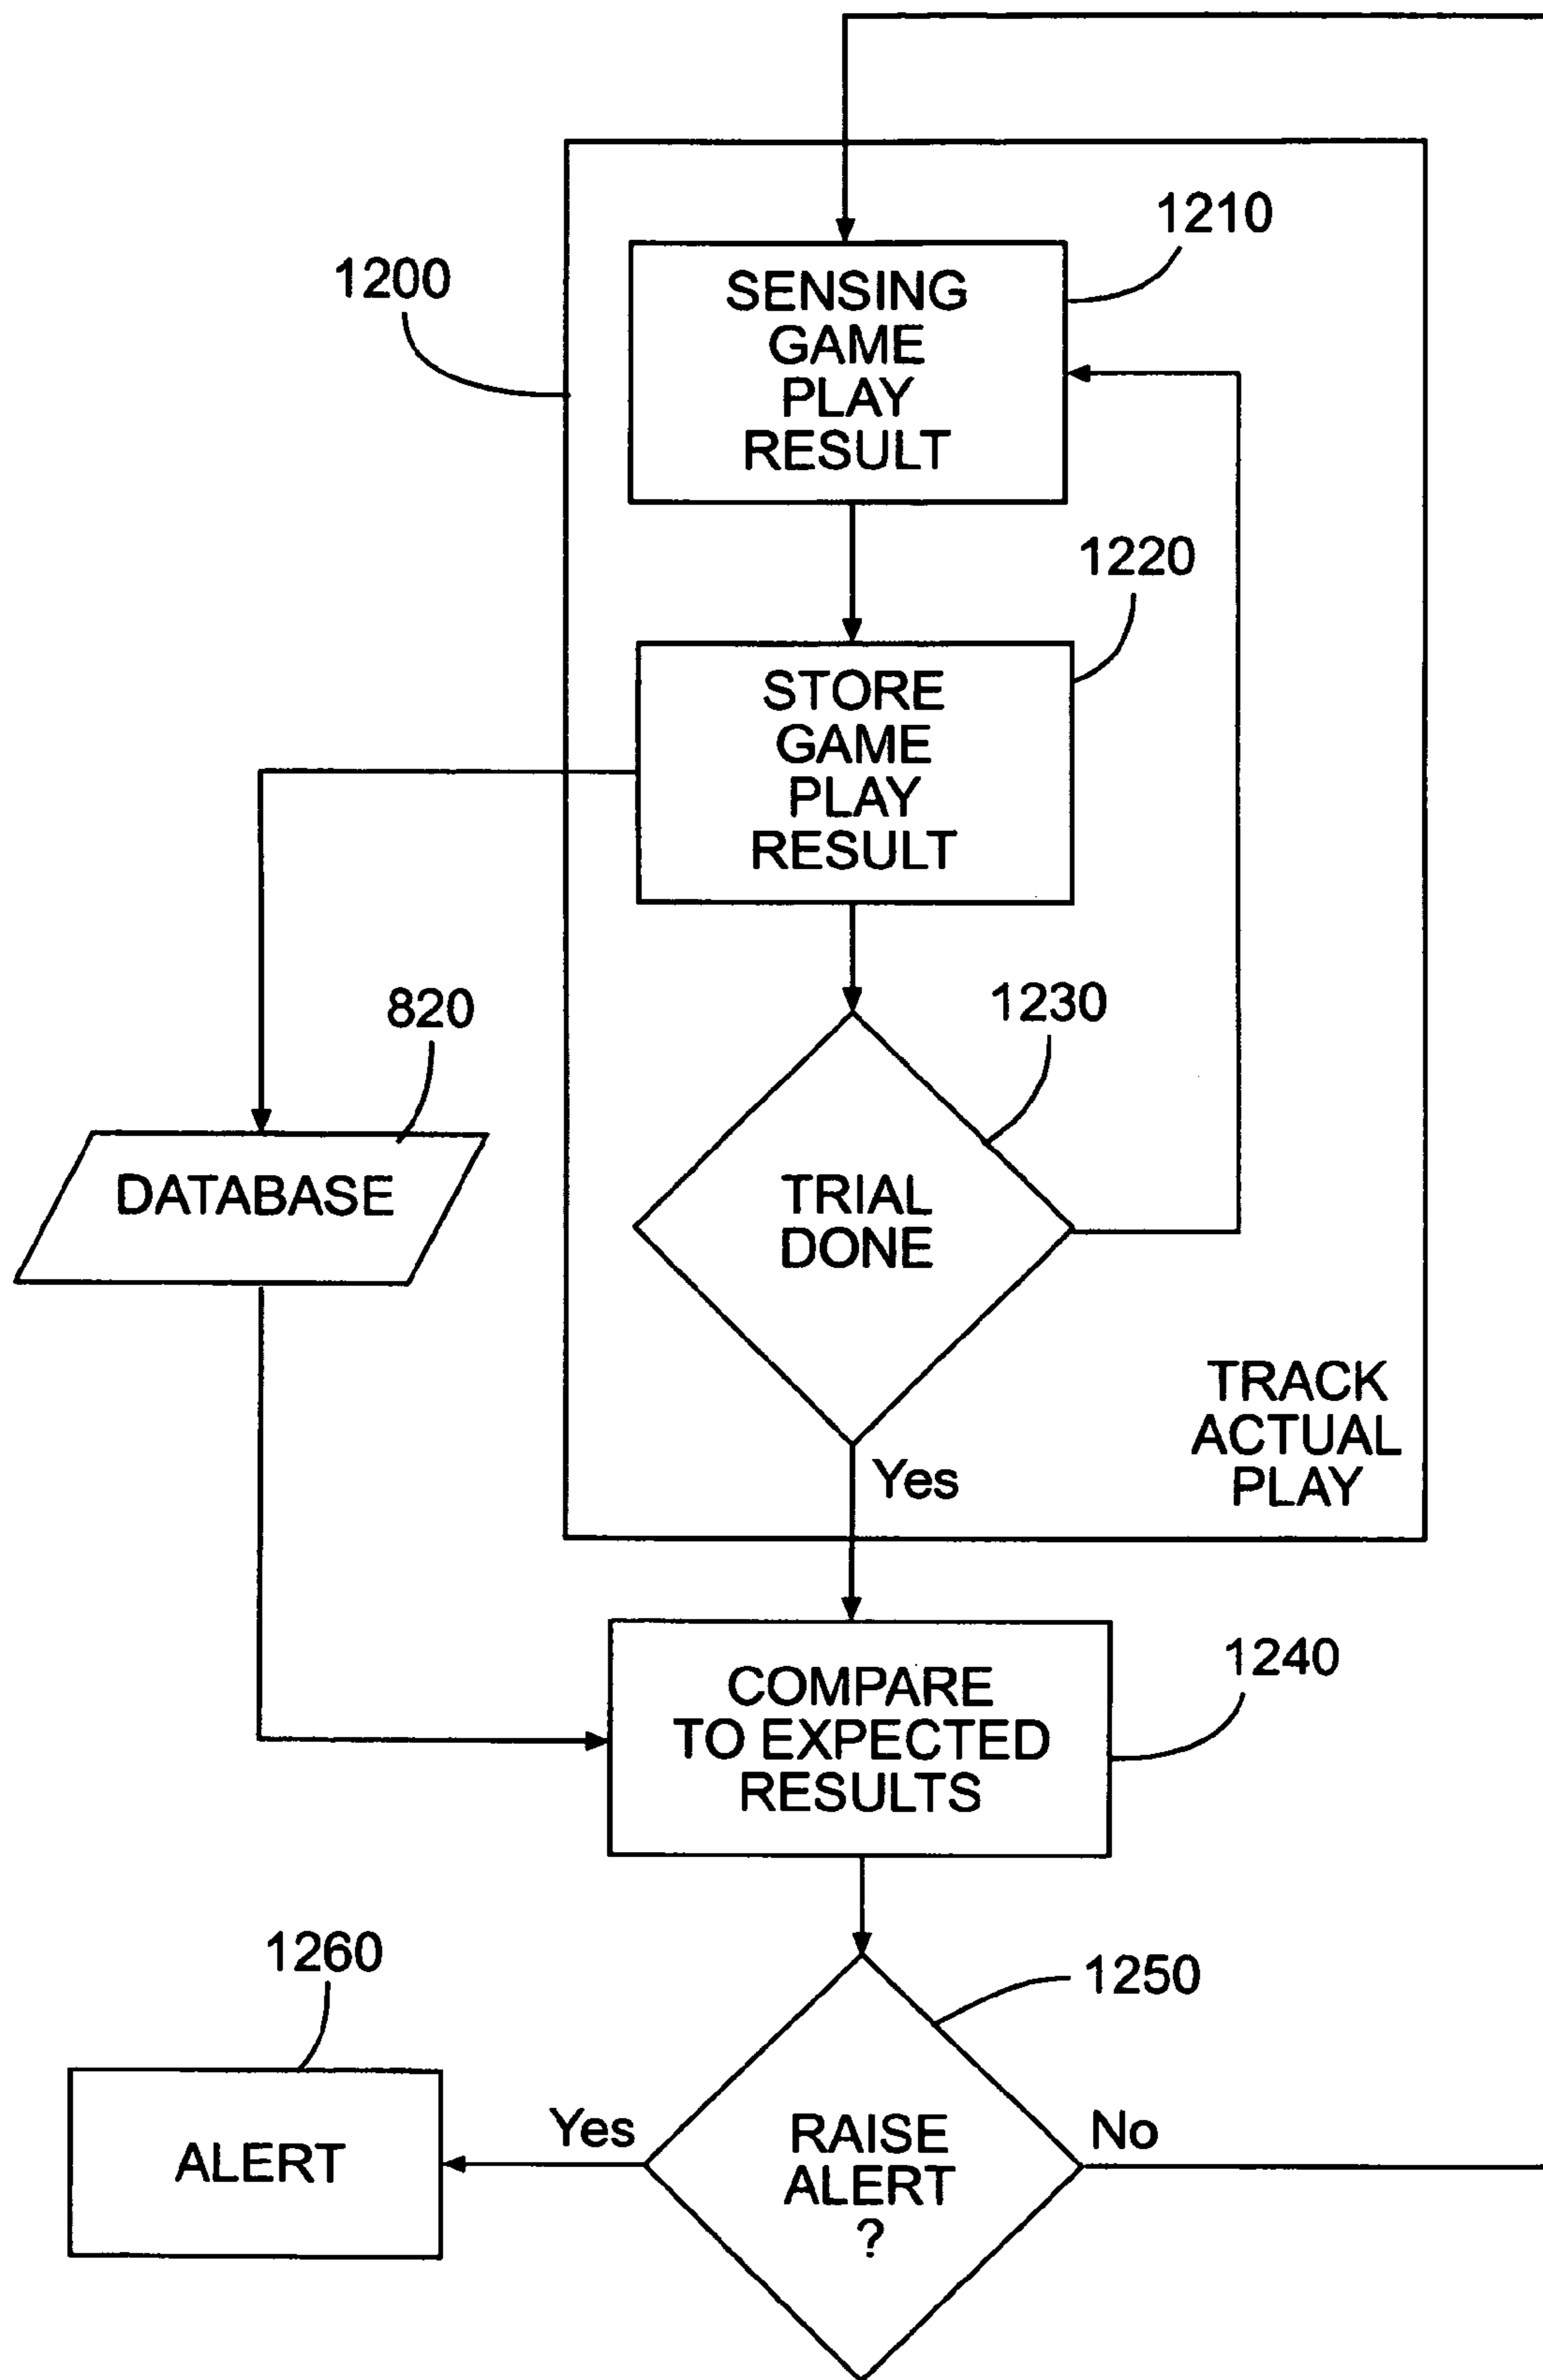 1200
1210
SENSING
GAME
PLAY
RESULT
1220
STORE
GAME
PLAY
RESULT
820
DATABASE
1230
TRIAL
DONE
TRACK
ACTUAL
PLAY
Yes
1240
COMPARE
TO EXPECTED
RESULTS
1260
ALERT
Yes
1250
RAISE
ALERT
?
No